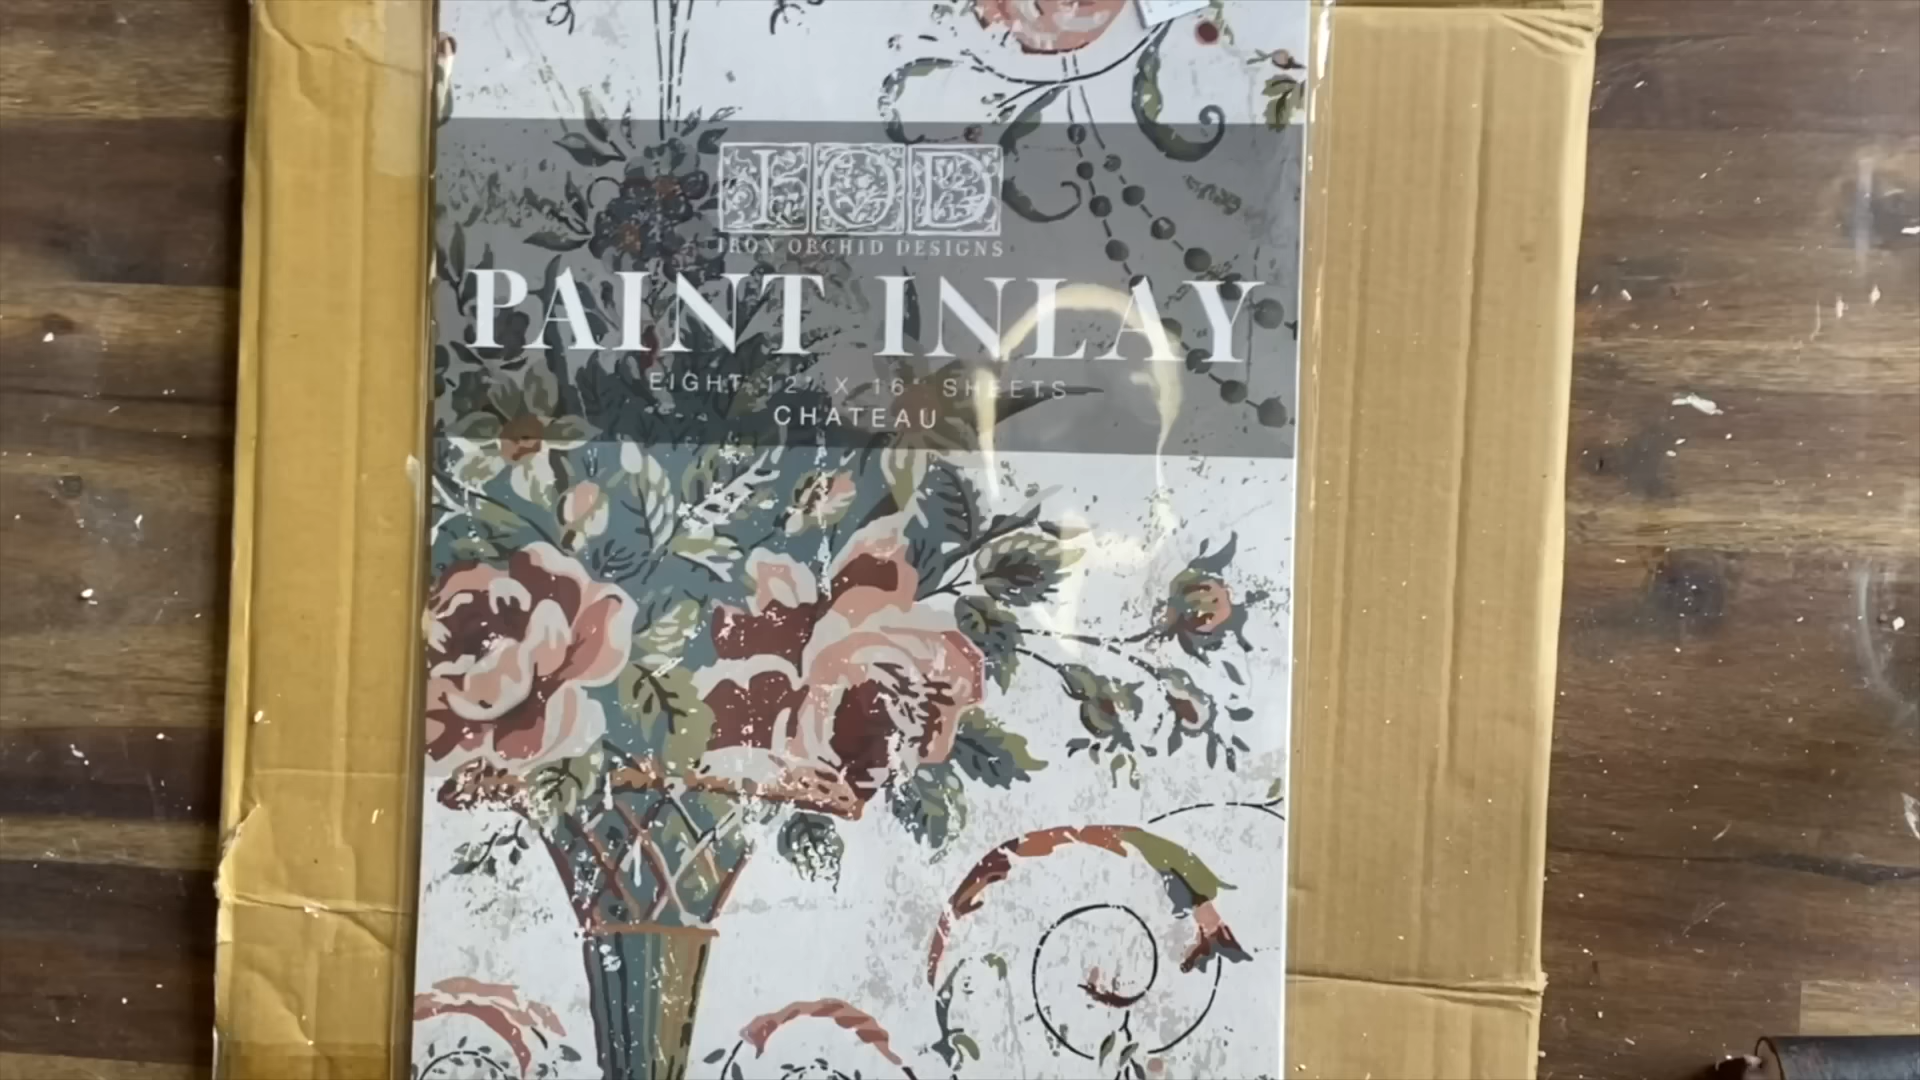 IOD
IRON ORCHID DESIGNS
PAINT INLAY
EIGHT 12" X 16" SHEETS
CHATEAU